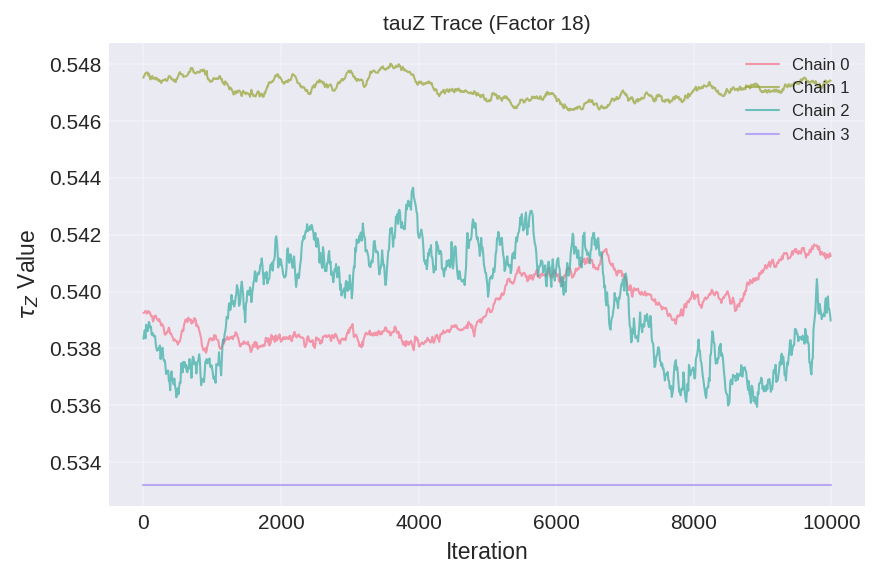 tauZ Trace (Factor 18)
0.548
0.546
0.544
0.542
0.540
0.538
0.536
0.534
τZ Value
Chain 0
Chain 1
Chain 2
Chain 3
0 2000 4000 6000 8000 10000
Iteration